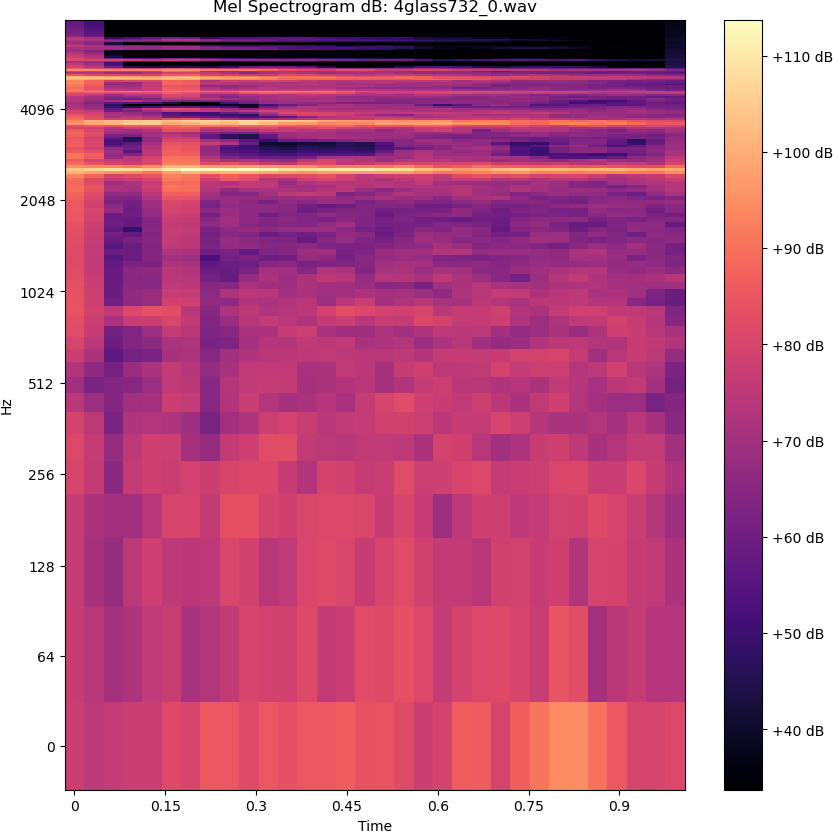 Mel Spectrogram dB: 4glass732_0.wav
4096
2048
1024
512
256
128
64
0
Hz
0 0.15 0.3 0.45 0.6 0.75 0.9
Time
+110 dB
+100 dB
+90 dB
+80 dB
+70 dB
+60 dB
+50 dB
+40 dB